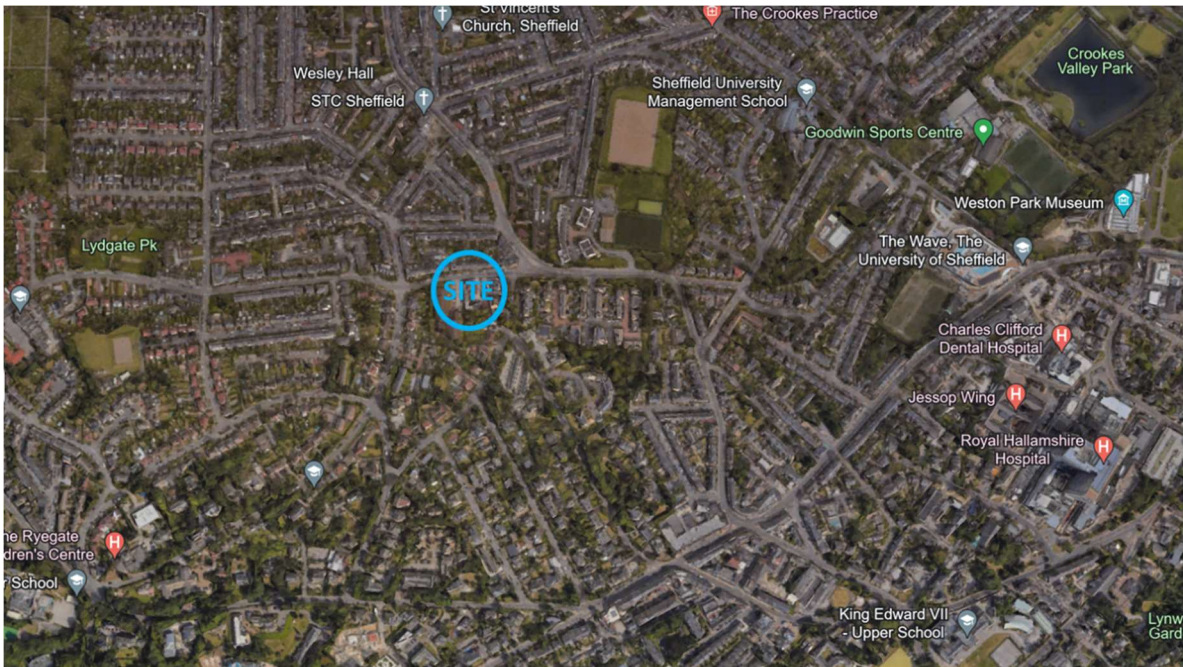 St Vincent's
Church, Sheffield
The Crookes Practice
Crookes
Valley Park
Wesley Hall
STC Sheffield
Sheffield University
Management School
Goodwin Sports Centre
Weston Park Museum
Lydgate Pk
The Wave, The
University of Sheffield
SITE
Charles Clifford
Dental Hospital
Jessop Wing
Royal Hallamshire
Hospital
he Ryegate
dren's Centre
r School
King Edward VII
- Upper School
Lynw
Gard
H
H
H
H